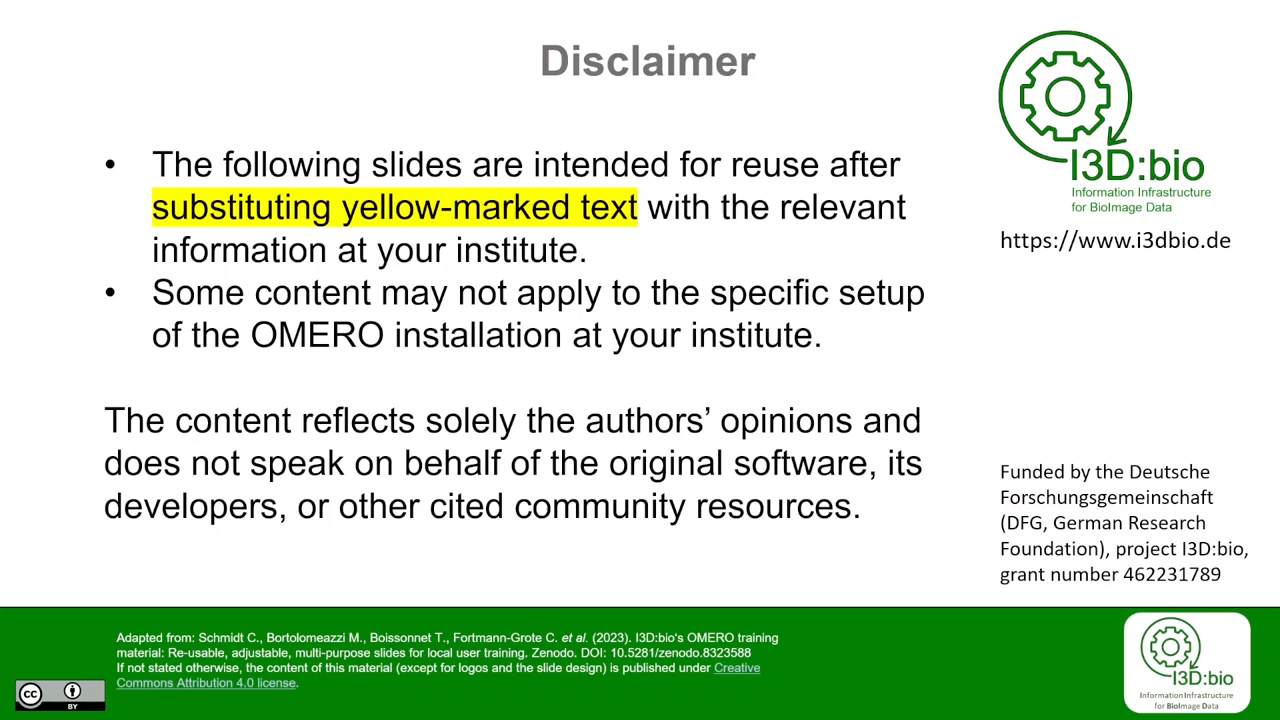 Disclaimer
• The following slides are intended for reuse after
substituting yellow-marked text with the relevant
information at your institute.
• Some content may not apply to the specific setup
of the OMERO installation at your institute.
The content reflects solely the authors’ opinions and
does not speak on behalf of the original software, its
developers, or other cited community resources.
I3D:bio
Information Infrastructure
for BioImage Data
https://www.i3dbio.de
Funded by the Deutsche
Forschungsgemeinschaft
(DFG, German Research
Foundation), project I3D:bio,
grant number 462231789
Adapted from: Schmidt C., Bortolomeazzi M., Boissonnet T., Fortmann-Grote C. et al. (2023). I3D:bio‘s OMERO training
material: Re-usable, adjustable, multi-purpose slides for local user training. Zenodo. DOI: 10.5281/zenodo.8323588
If not stated otherwise, the content of this material (except for logos and the slide design) is published under Creative
Commons Attribution 4.0 license.
cc
BY
I3D:bio
Information Infrastructure
for BioImage Data